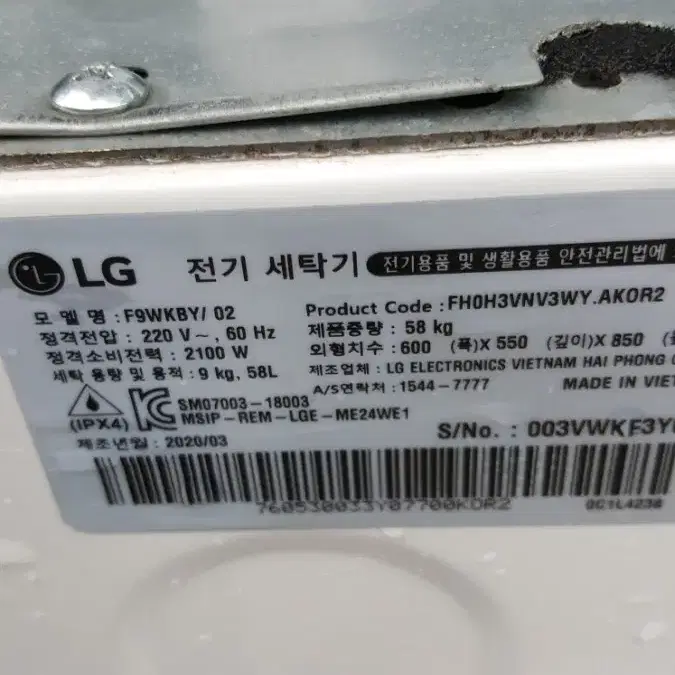 LG 전기 세탁기 전기용품 및 생활용품 안전관리법에
모 델 명 : F9WKBY/ 02 Product Code : FH0H3VNV3WY.AKOR2
정격전압 : 220 V~, 60 Hz 제품중량 : 58 kg
정격소비전력 : 2100 W 외형치수 : 600 (폭)X 550 (깊이)X 850
세탁 용량 및 용적 : 9 kg, 58L 제조업체 : LG ELECTRONICS VIETNAM HAI PHONG
A/S연락처 : 1544-7777 MADE IN VIET
SM07003-18003
(IPX4) MSIP-REM-LGE-ME24WE1
제조년월 : 2020/03 S/No. : 003VWKF3Y
760530033Y07700KOR2